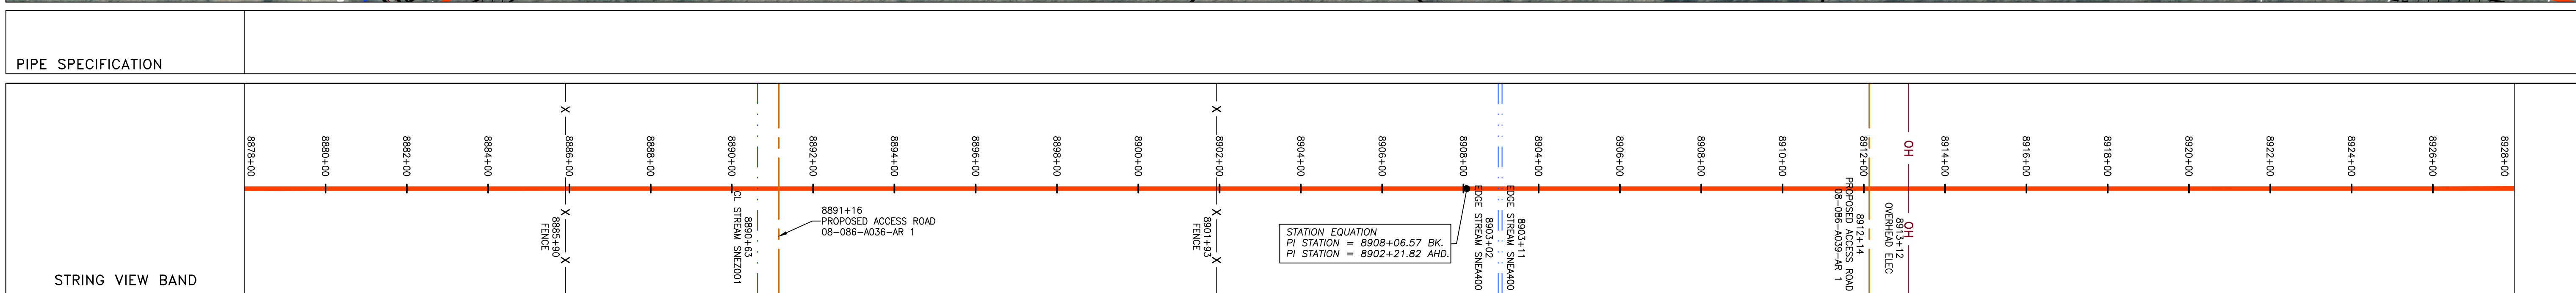 PIPE SPECIFICATION
STRING VIEW BAND
8878+00
8880+00
8882+00
8884+00
8886+00
8888+00
8890+00
8892+00
8894+00
8896+00
8898+00
8900+00
8902+00
8904+00
8906+00
8908+00
8904+00
8906+00
8908+00
8910+00
8912+00
8914+00
8916+00
8918+00
8920+00
8922+00
8924+00
8926+00
8928+00
X
X
X
8885+90
FENCE
8890+63
CL STREAM SNEZ001
8891+16
PROPOSED ACCESS ROAD
08-086-A036-AR 1
X
X
X
8901+93
FENCE
STATION EQUATION
PI STATION = 8908+06.57 BK.
PI STATION = 8902+21.82 AHD.
8903+02
EDGE STREAM SNEA400
8903+11
EDGE STREAM SNEA400
8912+14
PROPOSED ACCESS ROAD
08-086-A039-AR 1
OH
OH
8913+12
OVERHEAD ELEC